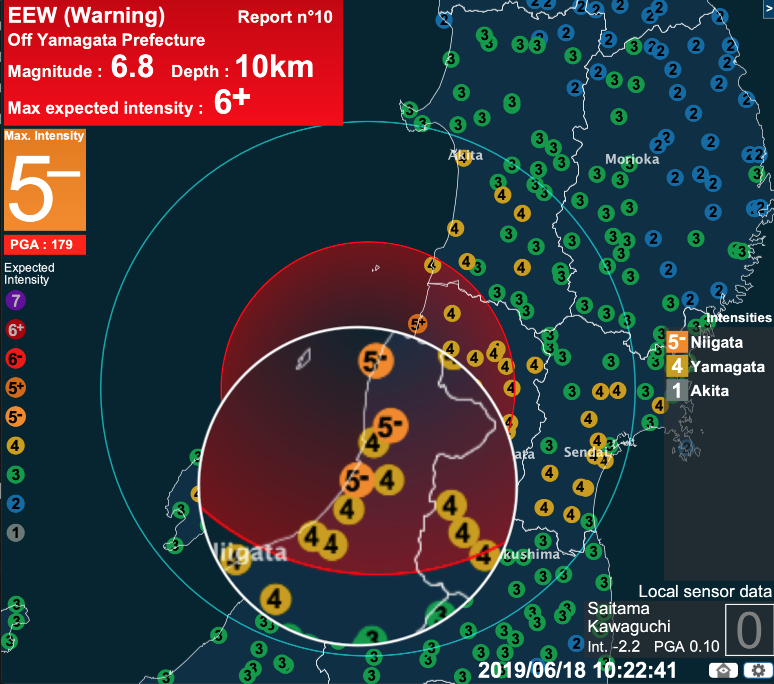 EEW (Warning) Report n°10
Off Yamagata Prefecture
Magnitude : 6.8 Depth : 10km
Max expected intensity : 6+
Max. Intensity
5-
PGA : 179
Expected
Intensity
7
6+
6-
5+
5-
4
3
2
1
Akita
Morioka
Intensities
5- Niigata
4 Yamagata
1 Akita
Sendai
ata
kushima
Niigata
Local sensor data
Saitama
Kawaguchi
Int. -2.2 PGA 0.10
0
2019/06/18 10:22:41